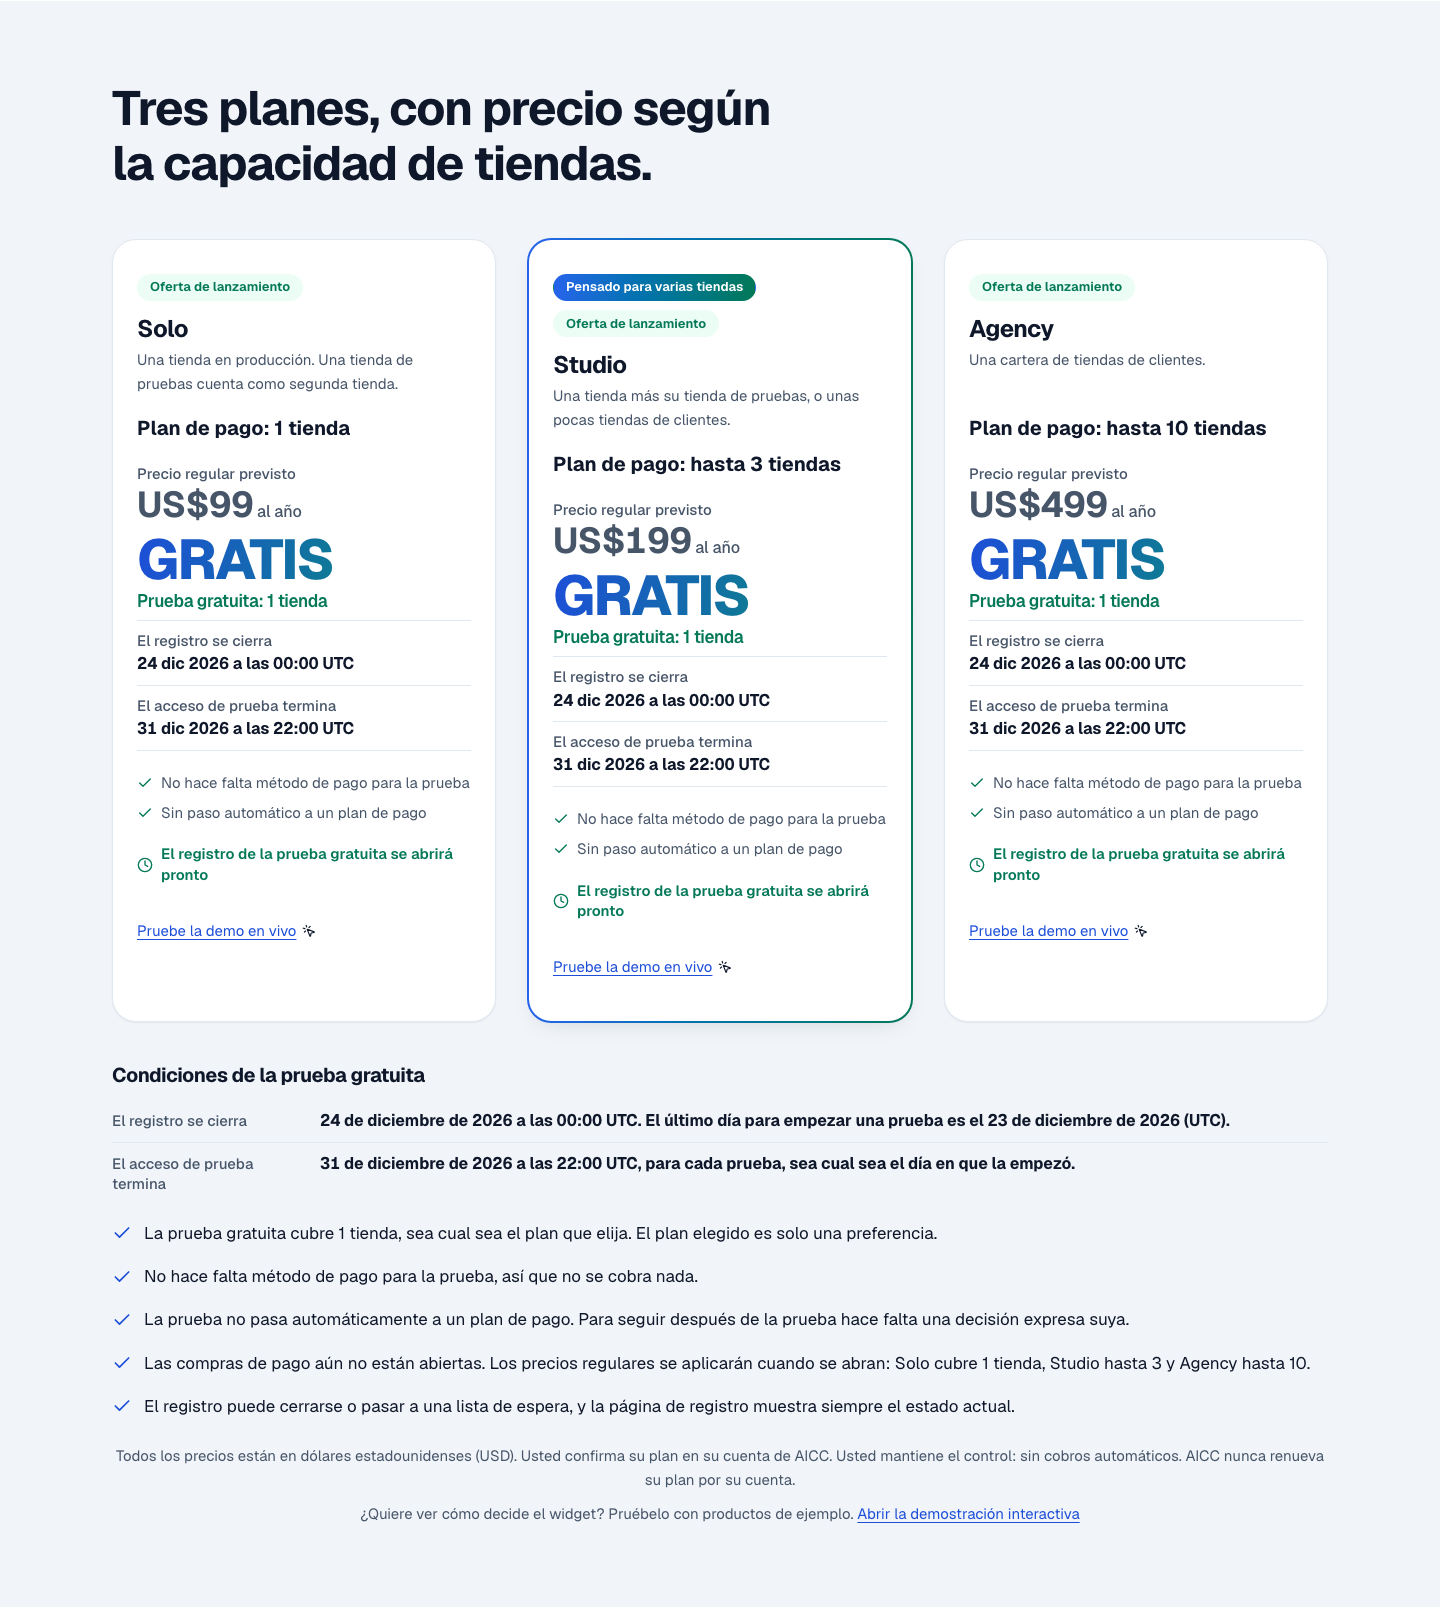 Tres planes, con precio según
la capacidad de tiendas.
Oferta de lanzamiento
Solo
Una tienda en producción. Una tienda de
pruebas cuenta como segunda tienda.
Plan de pago: 1 tienda
Precio regular previsto
US$99 al año
GRATIS
Prueba gratuita: 1 tienda
El registro se cierra
24 dic 2026 a las 00:00 UTC
El acceso de prueba termina
31 dic 2026 a las 22:00 UTC
No hace falta método de pago para la prueba
Sin paso automático a un plan de pago
El registro de la prueba gratuita se abrirá
pronto
Pruebe la demo en vivo
Pensado para varias tiendas
Oferta de lanzamiento
Studio
Una tienda más su tienda de pruebas, o unas
pocas tiendas de clientes.
Plan de pago: hasta 3 tiendas
Precio regular previsto
US$199 al año
GRATIS
Prueba gratuita: 1 tienda
El registro se cierra
24 dic 2026 a las 00:00 UTC
El acceso de prueba termina
31 dic 2026 a las 22:00 UTC
No hace falta método de pago para la prueba
Sin paso automático a un plan de pago
El registro de la prueba gratuita se abrirá
pronto
Pruebe la demo en vivo
Oferta de lanzamiento
Agency
Una cartera de tiendas de clientes.
Plan de pago: hasta 10 tiendas
Precio regular previsto
US$499 al año
GRATIS
Prueba gratuita: 1 tienda
El registro se cierra
24 dic 2026 a las 00:00 UTC
El acceso de prueba termina
31 dic 2026 a las 22:00 UTC
No hace falta método de pago para la prueba
Sin paso automático a un plan de pago
El registro de la prueba gratuita se abrirá
pronto
Pruebe la demo en vivo
Condiciones de la prueba gratuita
El registro se cierra
24 de diciembre de 2026 a las 00:00 UTC. El último día para empezar una prueba es el 23 de diciembre de 2026 (UTC).
El acceso de prueba
termina
31 de diciembre de 2026 a las 22:00 UTC, para cada prueba, sea cual sea el día en que la empezó.
La prueba gratuita cubre 1 tienda, sea cual sea el plan que elija. El plan elegido es solo una preferencia.
No hace falta método de pago para la prueba, así que no se cobra nada.
La prueba no pasa automáticamente a un plan de pago. Para seguir después de la prueba hace falta una decisión expresa suya.
Las compras de pago aún no están abiertas. Los precios regulares se aplicarán cuando se abran: Solo cubre 1 tienda, Studio hasta 3 y Agency hasta 10.
El registro puede cerrarse o pasar a una lista de espera, y la página de registro muestra siempre el estado actual.
Todos los precios están en dólares estadounidenses (USD). Usted confirma su plan en su cuenta de AICC. Usted mantiene el control: sin cobros automáticos. AICC nunca renueva
su plan por su cuenta.
¿Quiere ver cómo decide el widget? Pruébelo con productos de ejemplo. Abrir la demostración interactiva